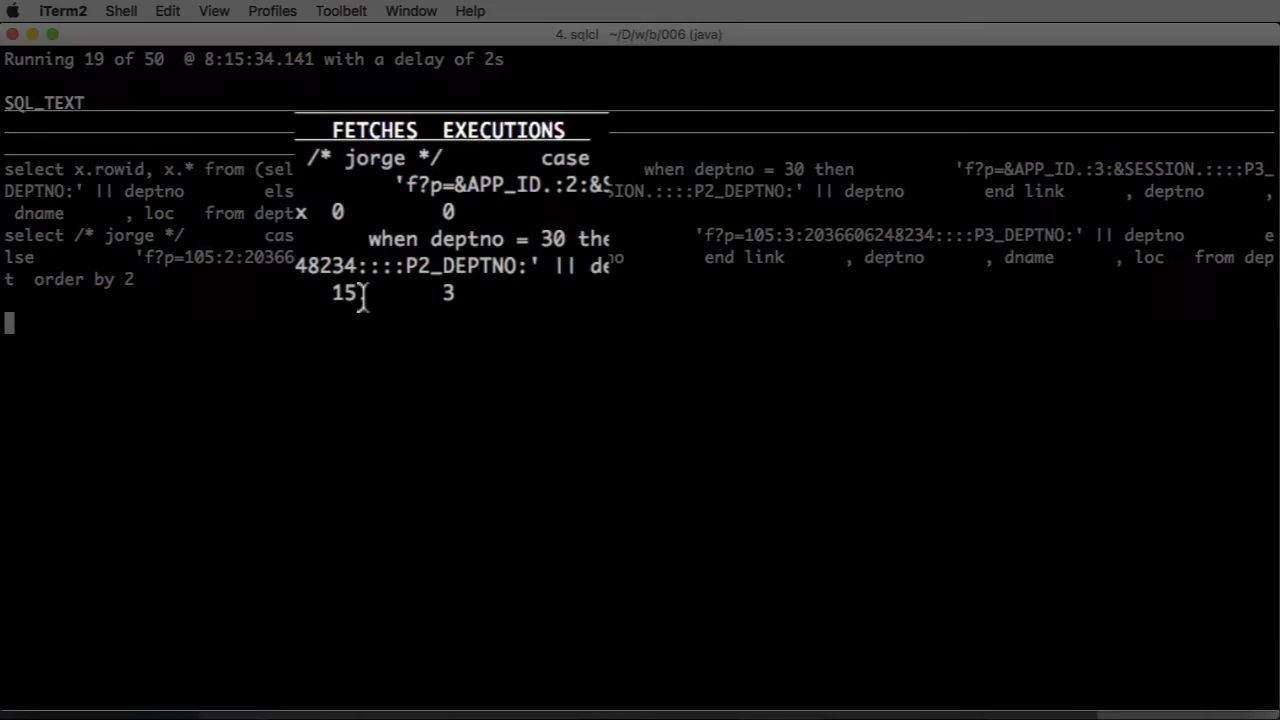 iTerm2 Shell Edit View Profiles Toolbelt Window Help
4. sqlcl ~/D/w/b/006 (java)
Running 19 of 50 @ 8:15:34.141 with a delay of 2s
SQL_TEXT
FETCHES EXECUTIONS
/* jorge */ case
select x.rowid, x.* from (sel 'f?p=&APP_ID.:2:&S when deptno = 30 then 'f?p=&APP_ID.:3:&SESSION.::::P3_
DEPTNO:' || deptno els SION.::::P2_DEPTNO:' || deptno end link , deptno ,
dname , loc from dept x 0 0
select /* jorge */ cas when deptno = 30 the 'f?p=105:3:2036606248234::::P3_DEPTNO:' || deptno e
lse 'f?p=105:2:20366 48234::::P2_DEPTNO:' || de no end link , deptno , dname , loc from dep
t order by 2 15 3